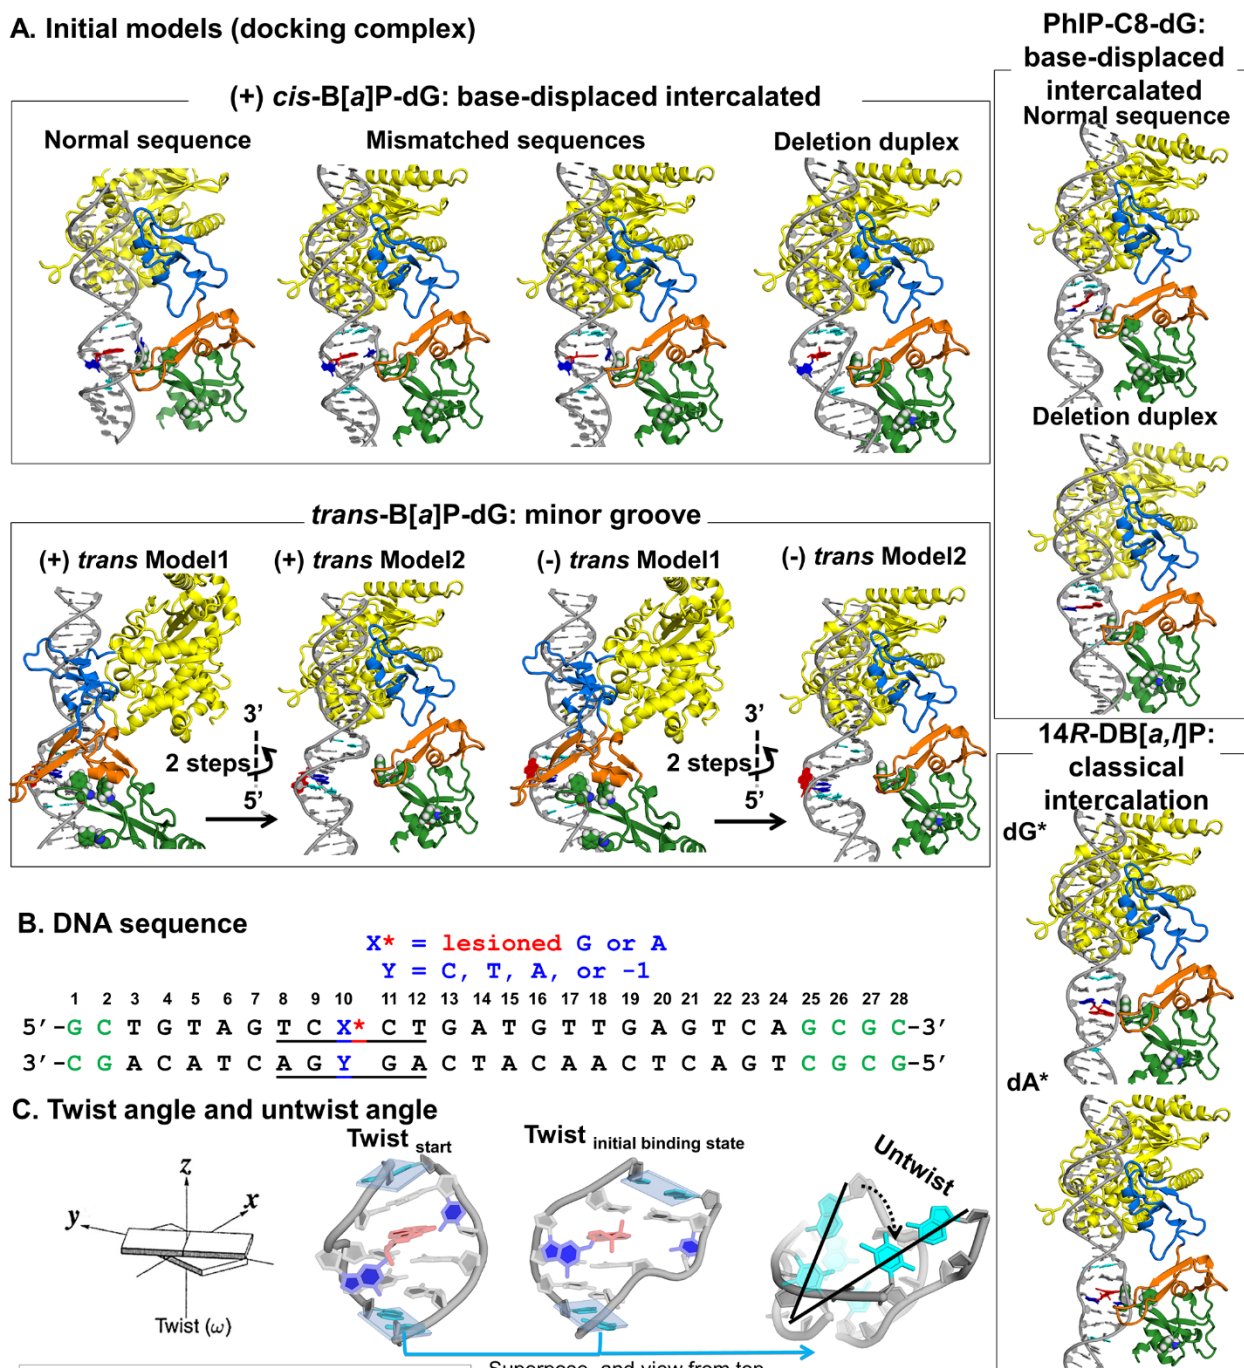 A. Initial models (docking complex)
(+) cis-B[a]P-dG: base-displaced intercalated
Normal sequence
Mismatched sequences
Deletion duplex
trans-B[a]P-dG: minor groove
(+) trans Model1
(+) trans Model2
(-) trans Model1
(-) trans Model2
3’
2 steps
5’
3’
2 steps
5’
PhIP-C8-dG:
base-displaced
intercalated
Normal sequence
Deletion duplex
14R-DB[a,l]P:
classical
intercalation
dG*
dA*
B. DNA sequence
X* = lesioned G or A
Y = C, T, A, or -1
1 2 3 4 5 6 7 8 9 10 11 12 13 14 15 16 17 18 19 20 21 22 23 24 25 26 27 28
5’-G C T G T A G T C X* C T G A T G T T G A G T C A G C G C-3’
3’-C G A C A T C A G Y G A C T A C A A C T C A G T C G C G-5’
C. Twist angle and untwist angle
z
x
y
Twist (ω)
Twist start
Twist initial binding state
Untwist
Superpose and view from top